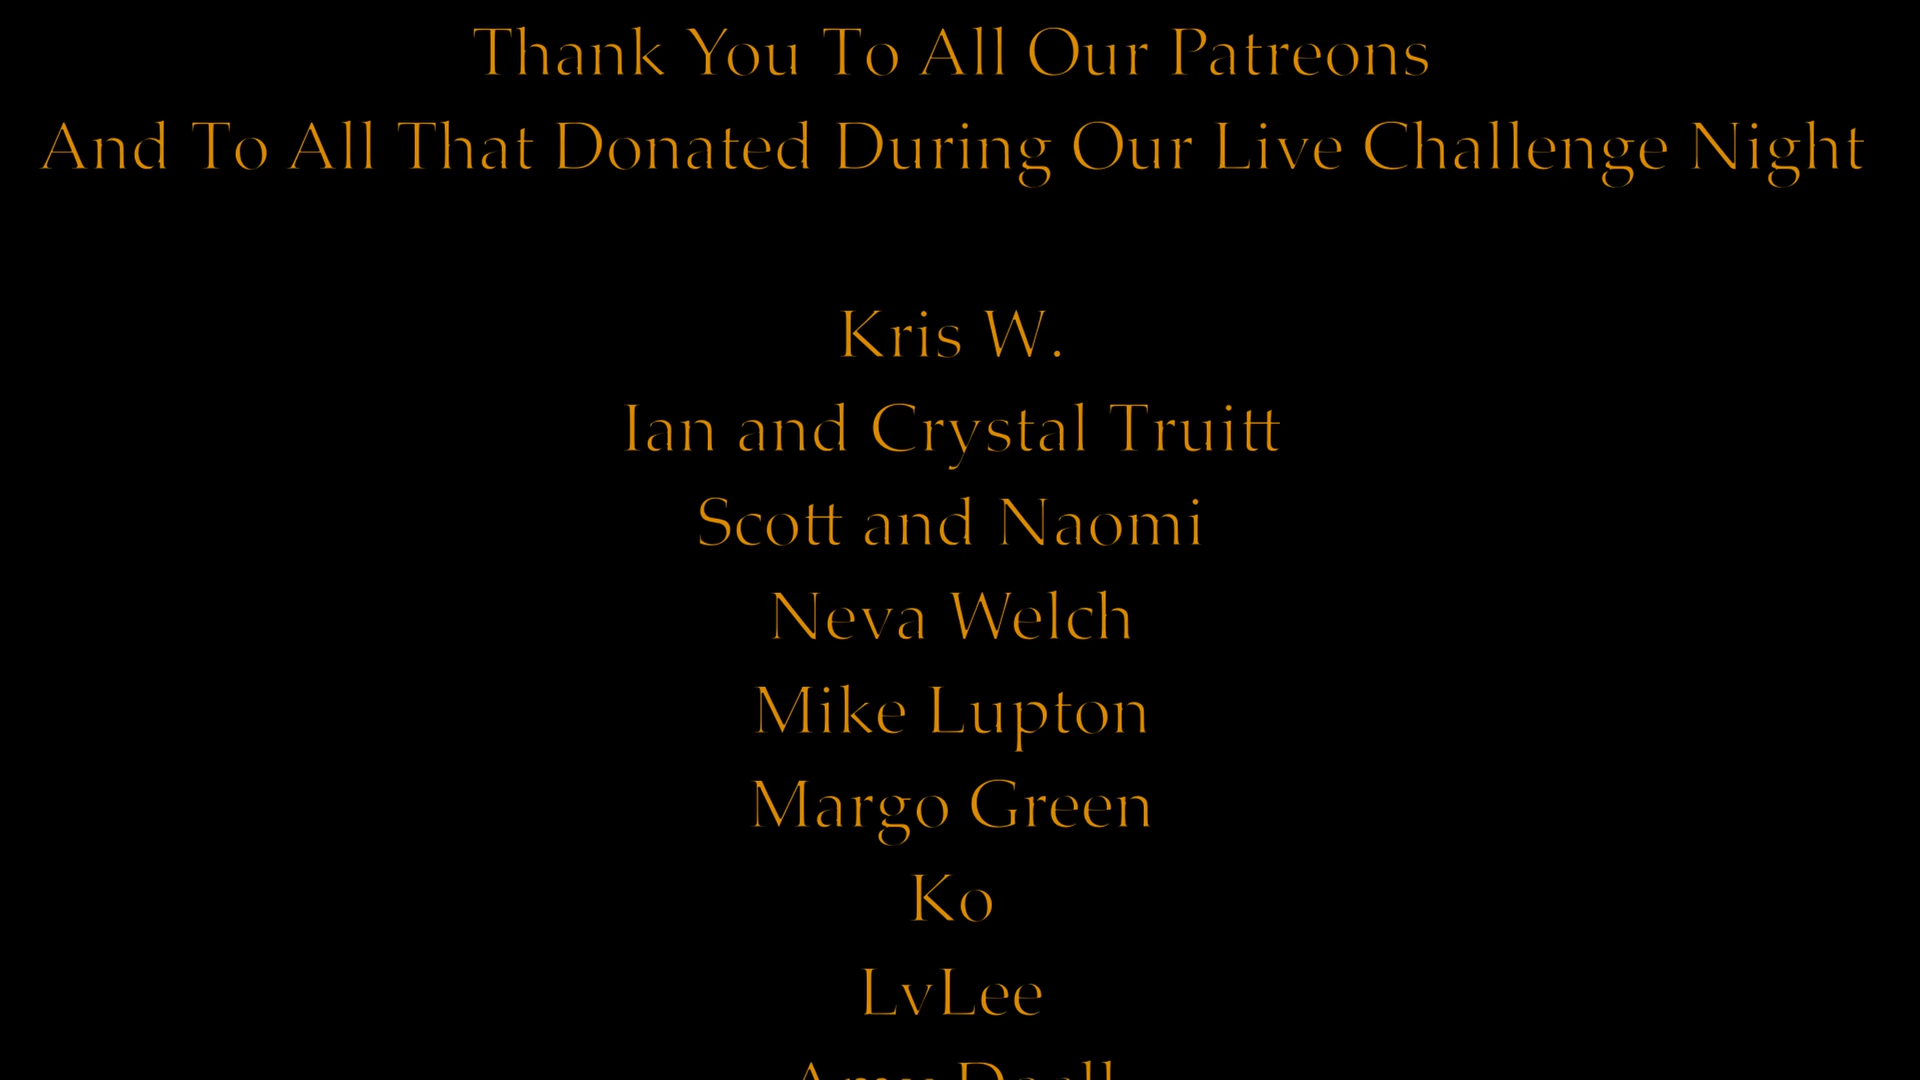 Thank You To All Our Patreons
And To All That Donated During Our Live Challenge Night
Kris W.
Ian and Crystal Truitt
Scott and Naomi
Neva Welch
Mike Lupton
Margo Green
Ko
LvLee